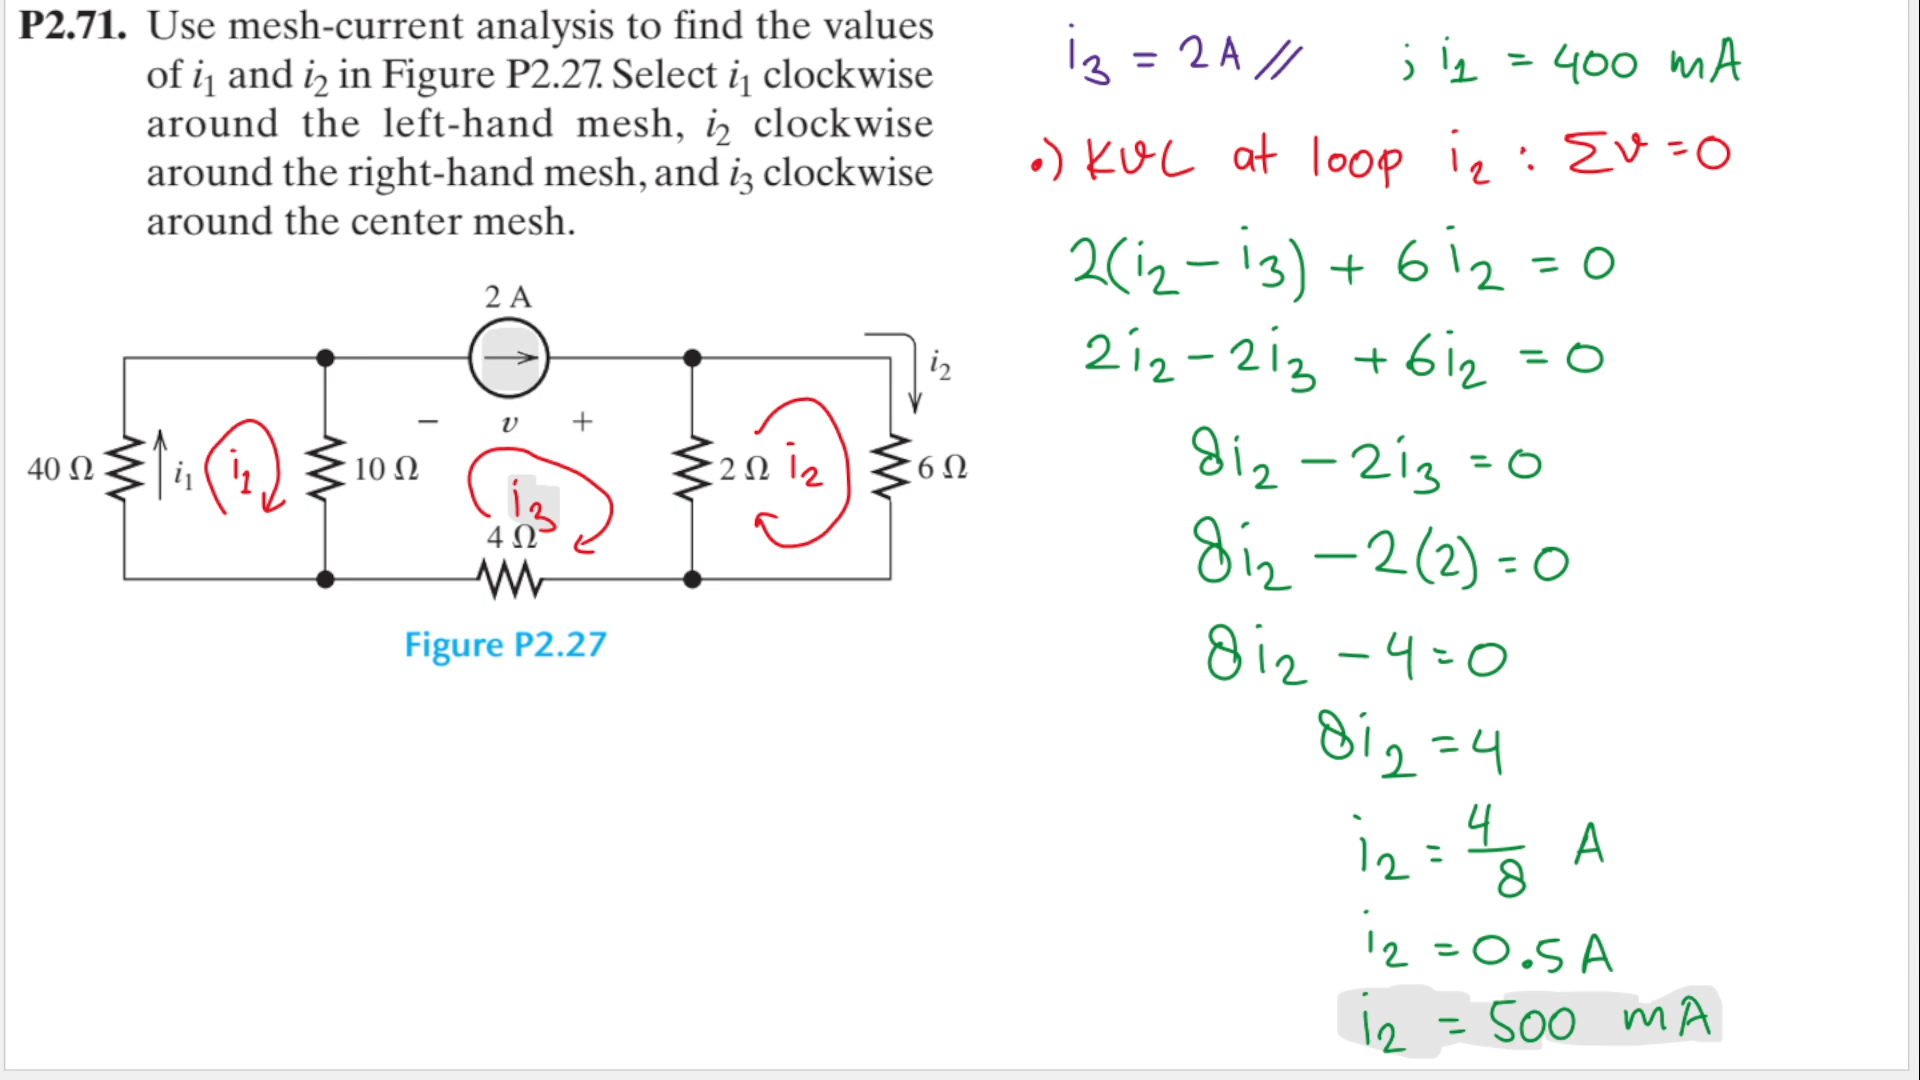 P2.71. Use mesh-current analysis to find the values
of i₁ and i₂ in Figure P2.27. Select i₁ clockwise
around the left-hand mesh, i₂ clockwise
around the right-hand mesh, and i₃ clockwise
around the center mesh.
2 A
i₂
− v +
40 Ω i₁ i₁ 10 Ω i₃ 2 Ω i₂ 6 Ω
4 Ω
Figure P2.27
i₃ = 2A // ; i₁ = 400 mA
•) KVL at loop i₂ : Σv = 0
2(i₂ − i₃) + 6i₂ = 0
2i₂ − 2i₃ + 6i₂ = 0
8i₂ − 2i₃ = 0
8i₂ − 2(2) = 0
8i₂ − 4 = 0
8i₂ = 4
i₂ = 4/8 A
i₂ = 0.5 A
i₂ = 500 mA